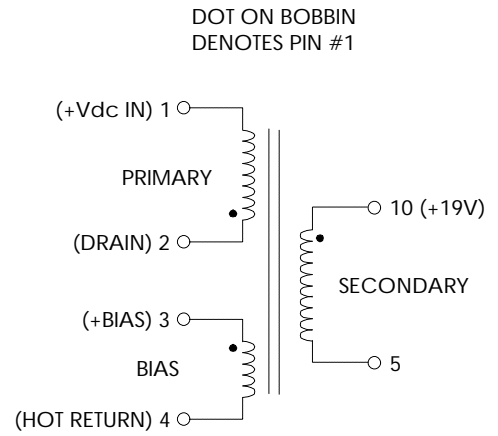 DOT ON BOBBIN
DENOTES PIN #1
(+Vdc IN) 1
PRIMARY
(DRAIN) 2
10 (+19V)
SECONDARY
(+BIAS) 3
BIAS
5
(HOT RETURN) 4